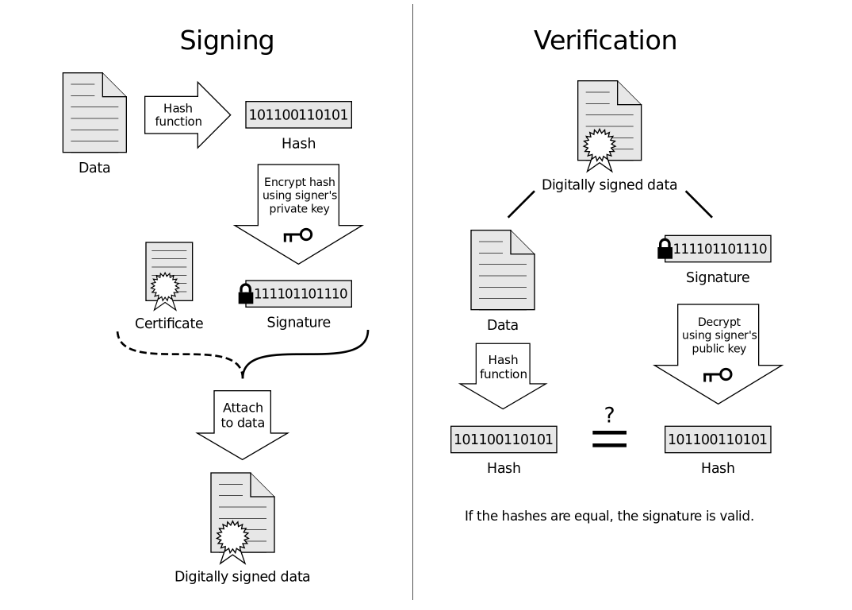 Signing
Data
Hash
function
101100110101
Hash
Encrypt hash
using signer's
private key
Certificate
111101101110
Signature
Attach
to data
Digitally signed data
Verification
Digitally signed data
Data
111101101110
Signature
Hash
function
Decrypt
using signer's
public key
101100110101
Hash
?
=
101100110101
Hash
If the hashes are equal, the signature is valid.